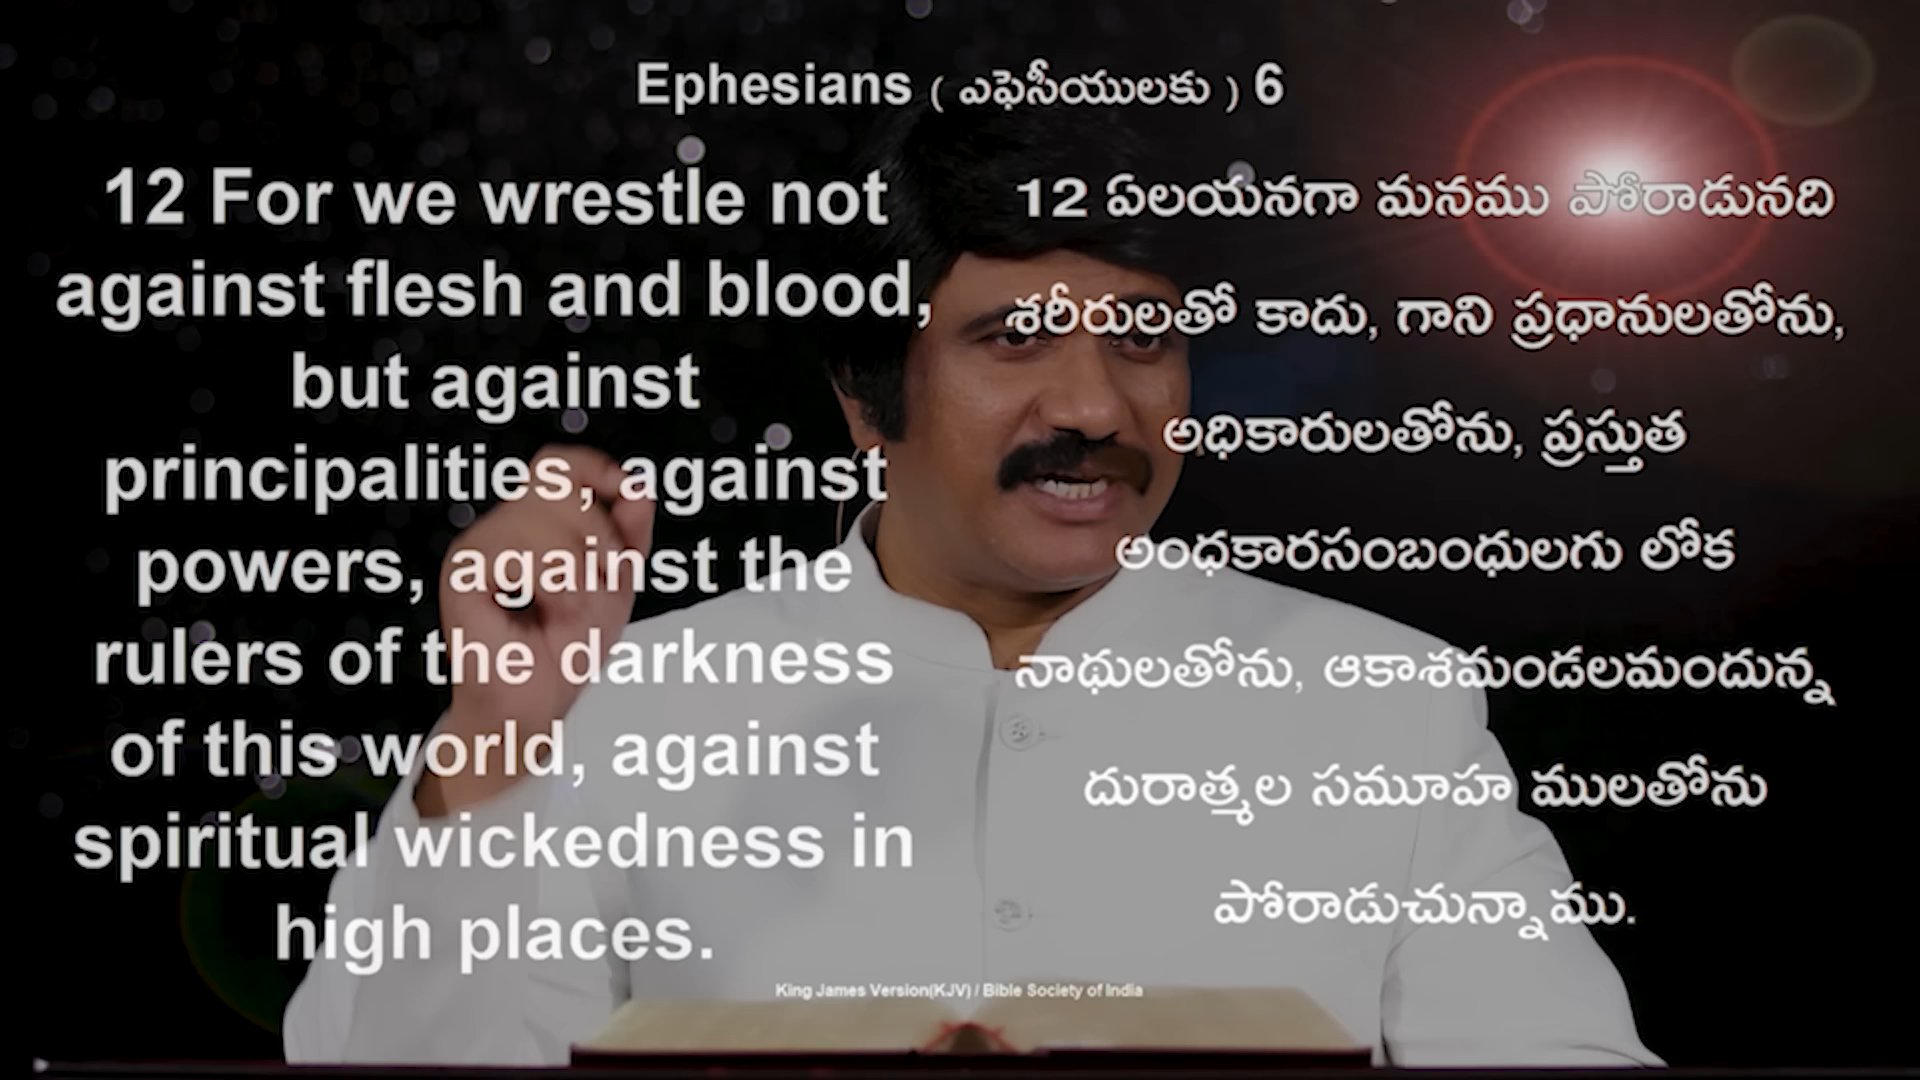 Ephesians ( ఎఫెసీయులకు ) 6
12 For we wrestle not
against flesh and blood,
but against
principalities, against
powers, against the
rulers of the darkness
of this world, against
spiritual wickedness in
high places.
12 ఏలయనగా మనము పోరాడునది
శరీరులతో కాదు, గాని ప్రధానులతోను,
అధికారులతోను, ప్రస్తుత
అంధకారసంబంధులగు లోక
నాథులతోను, ఆకాశమండలమందున్న
దురాత్మల సమూహ ములతోను
పోరాడుచున్నాము.
King James Version(KJV) / Bible Society of India